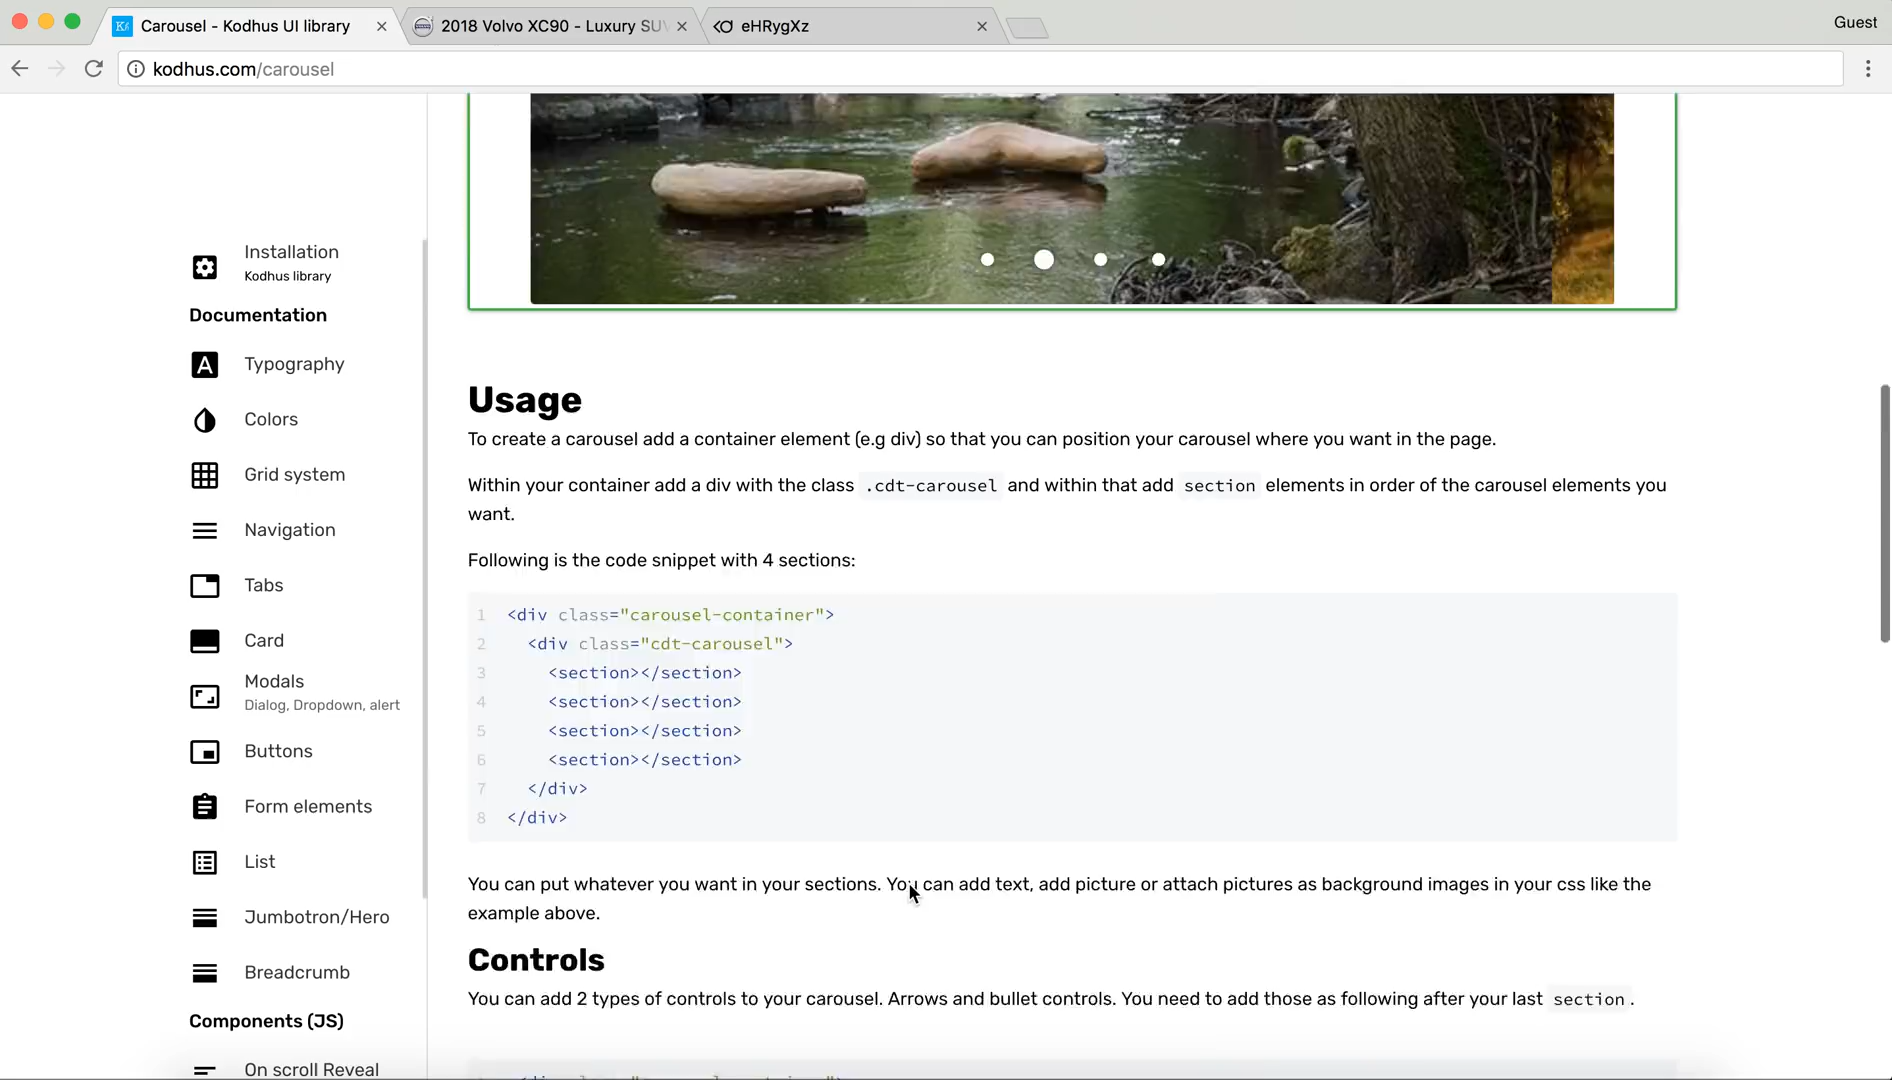 Carousel - Kodhus UI library
2018 Volvo XC90 - Luxury SU
eHRygXz
Guest
kodhus.com/carousel
Installation
Kodhus library
Documentation
Typography
Colors
Grid system
Navigation
Tabs
Card
Modals
Dialog, Dropdown, alert
Buttons
Form elements
List
Jumbotron/Hero
Breadcrumb
Components (JS)
On scroll Reveal
Usage
To create a carousel add a container element (e.g div) so that you can position your carousel where you want in the page.
Within your container add a div with the class .cdt-carousel and within that add section elements in order of the carousel elements you
want.
Following is the code snippet with 4 sections:
1 <div class="carousel-container">
2 <div class="cdt-carousel">
3 <section></section>
4 <section></section>
5 <section></section>
6 <section></section>
7 </div>
8 </div>
You can put whatever you want in your sections. You can add text, add picture or attach pictures as background images in your css like the
example above.
Controls
You can add 2 types of controls to your carousel. Arrows and bullet controls. You need to add those as following after your last section .